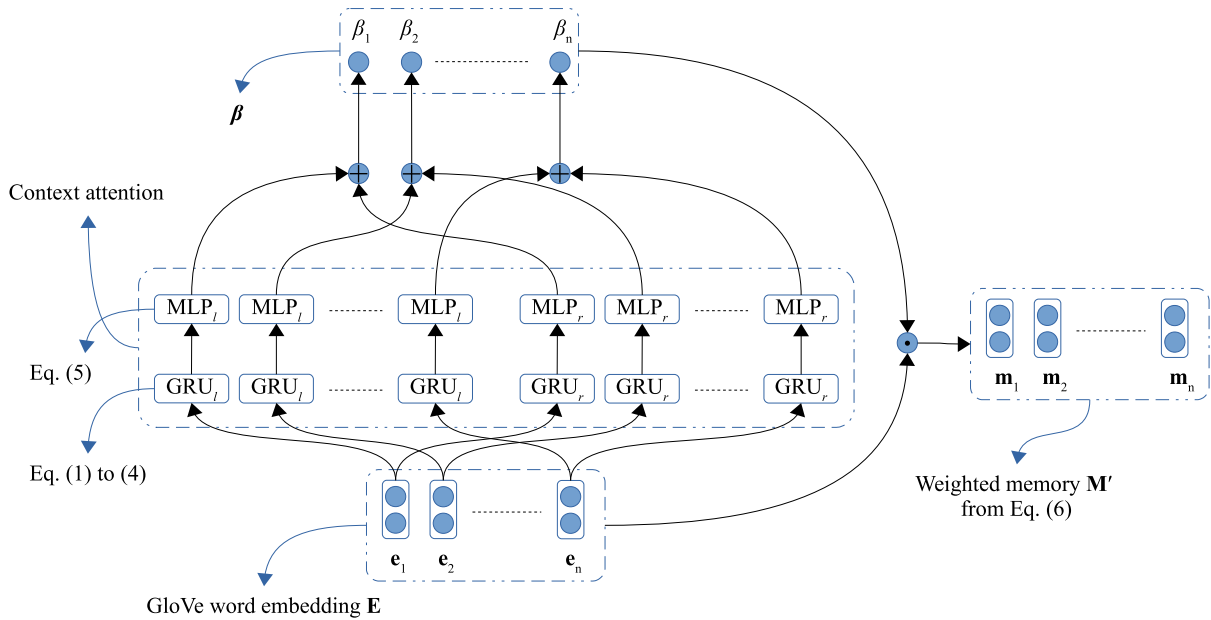 β1 β2 βn
β
Context attention
MLPl MLPl MLPl MLPr MLPr MLPr
Eq. (5)
GRUl GRUl GRUl GRUr GRUr GRUr
Eq. (1) to (4)
m1 m2 mn
Weighted memory M′
from Eq. (6)
e1 e2 en
GloVe word embedding E